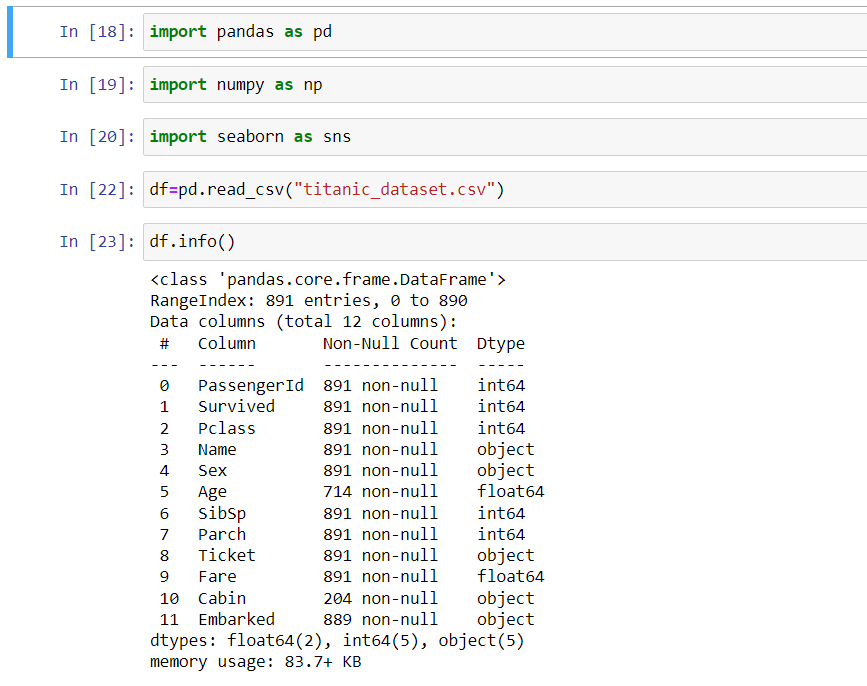 In [18]: import pandas as pd
In [19]: import numpy as np
In [20]: import seaborn as sns
In [22]: df=pd.read_csv("titanic_dataset.csv")
In [23]: df.info()
<class 'pandas.core.frame.DataFrame'>
RangeIndex: 891 entries, 0 to 890
Data columns (total 12 columns):
 #   Column       Non-Null Count  Dtype
---  ------       --------------  -----
 0   PassengerId  891 non-null    int64
 1   Survived     891 non-null    int64
 2   Pclass       891 non-null    int64
 3   Name         891 non-null    object
 4   Sex          891 non-null    object
 5   Age          714 non-null    float64
 6   SibSp        891 non-null    int64
 7   Parch        891 non-null    int64
 8   Ticket       891 non-null    object
 9   Fare         891 non-null    float64
 10  Cabin        204 non-null    object
 11  Embarked     889 non-null    object
dtypes: float64(2), int64(5), object(5)
memory usage: 83.7+ KB